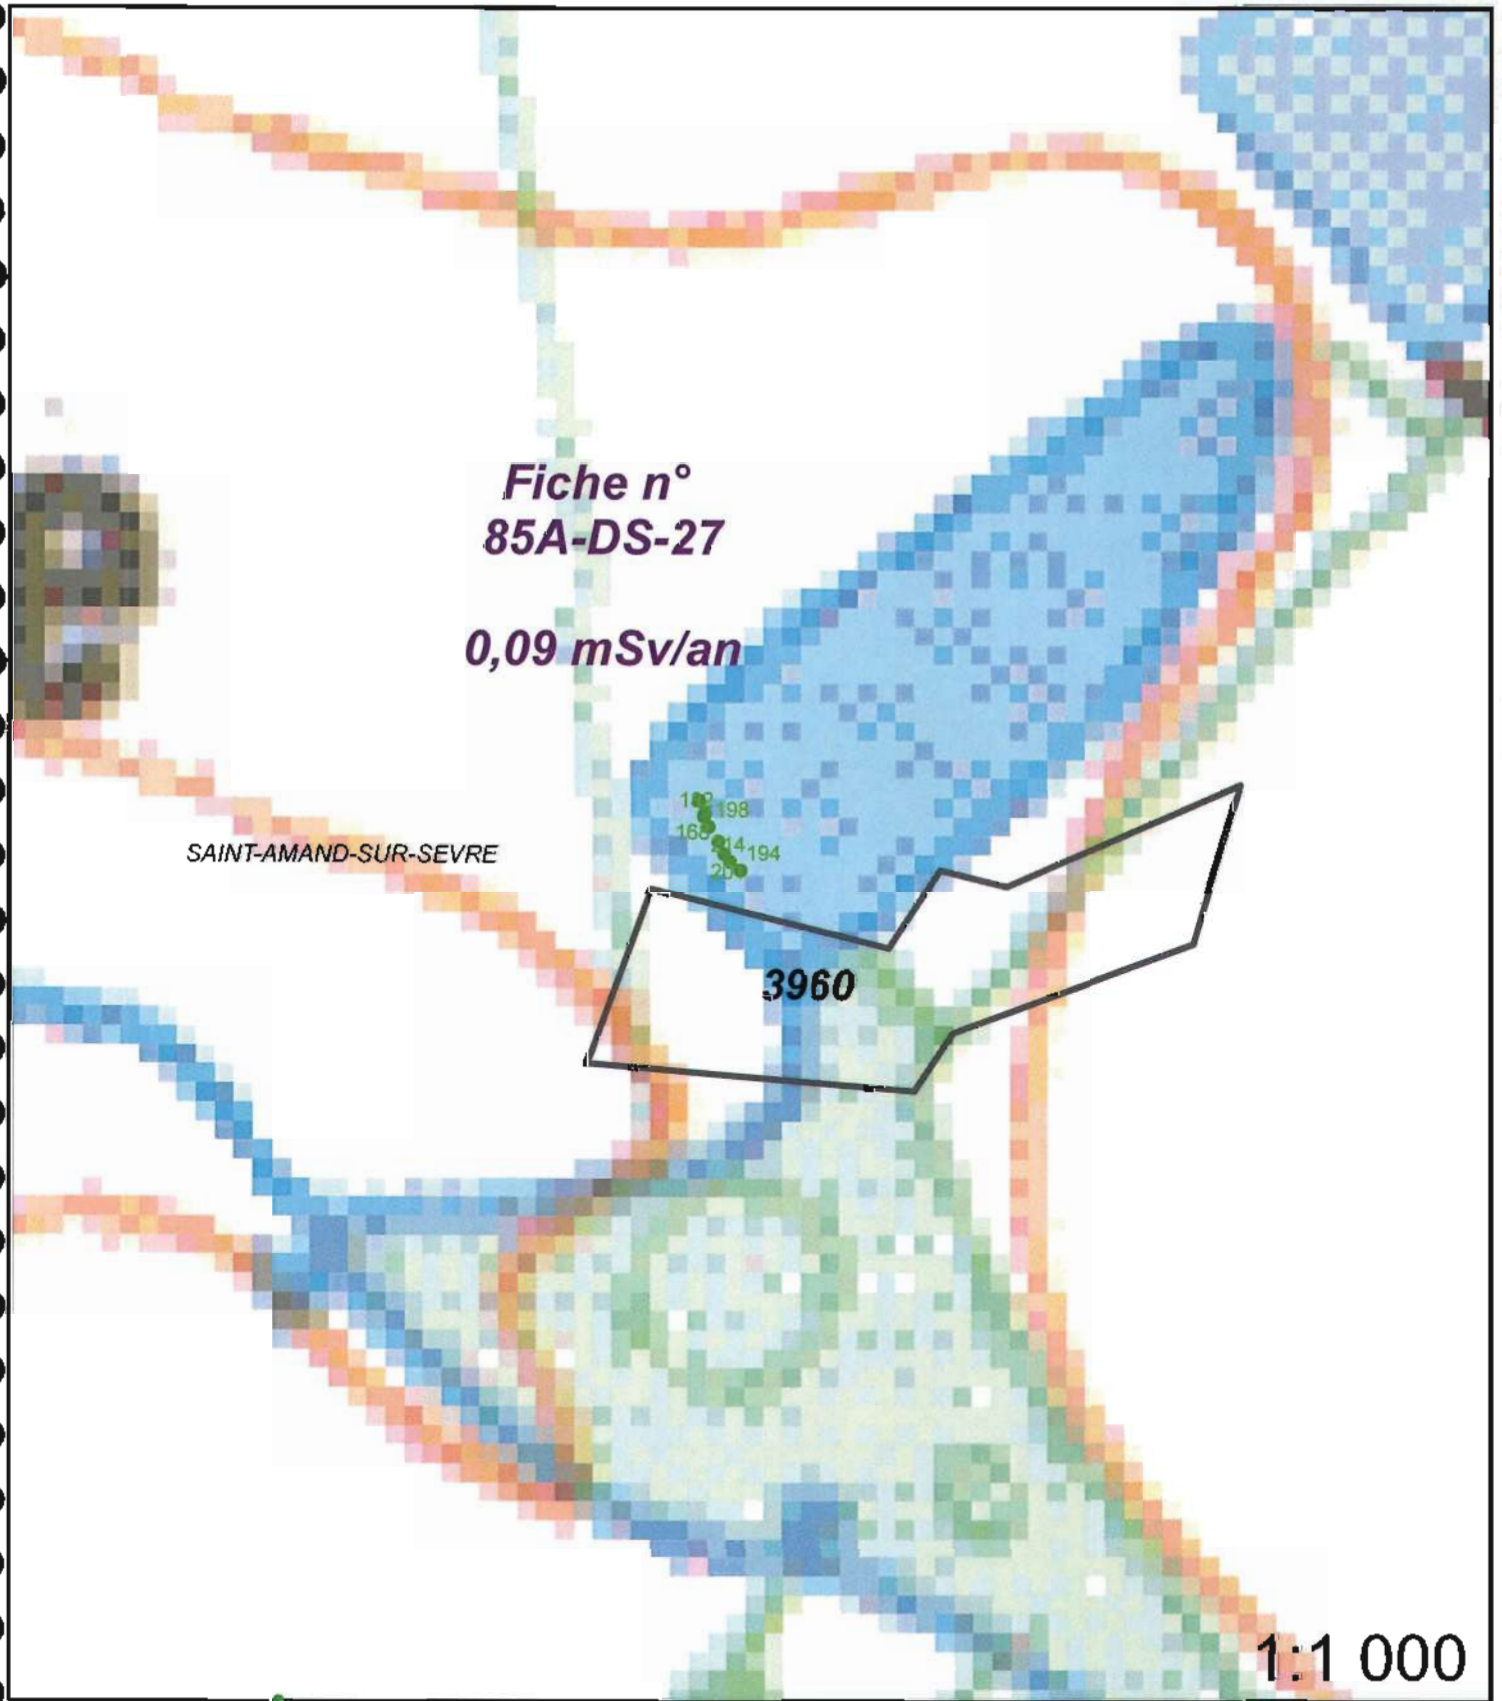 Fiche n°
85A-DS-27
0,09 mSv/an
198
194
SAINT-AMAND-SUR-SEVRE
3960
1:1 000